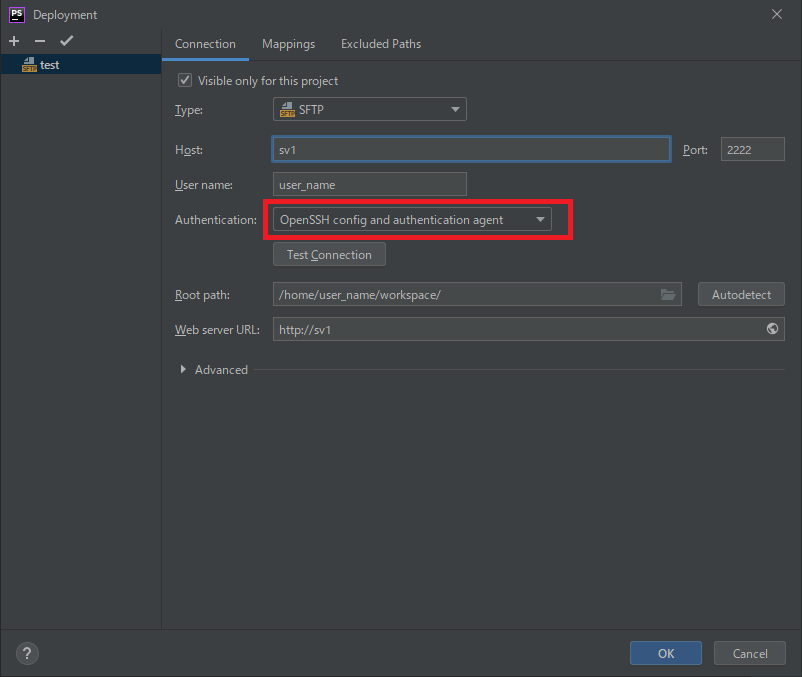 PS Deployment
test
Connection Mappings Excluded Paths
Visible only for this project
Type: SFTP SFTP
Host: sv1 Port: 2222
User name: user_name
Authentication: OpenSSH config and authentication agent
Test Connection
Root path: /home/user_name/workspace/ Autodetect
Web server URL: http://sv1
Advanced
? OK Cancel